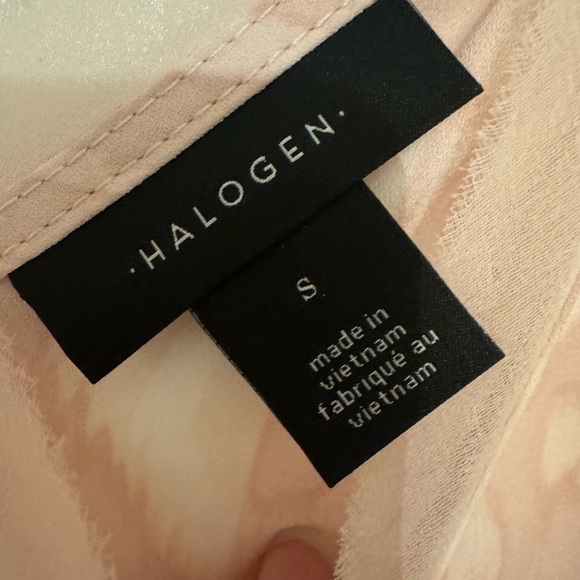 ·HALOGEN·
S
made in
vietnam
fabriqué au
vietnam